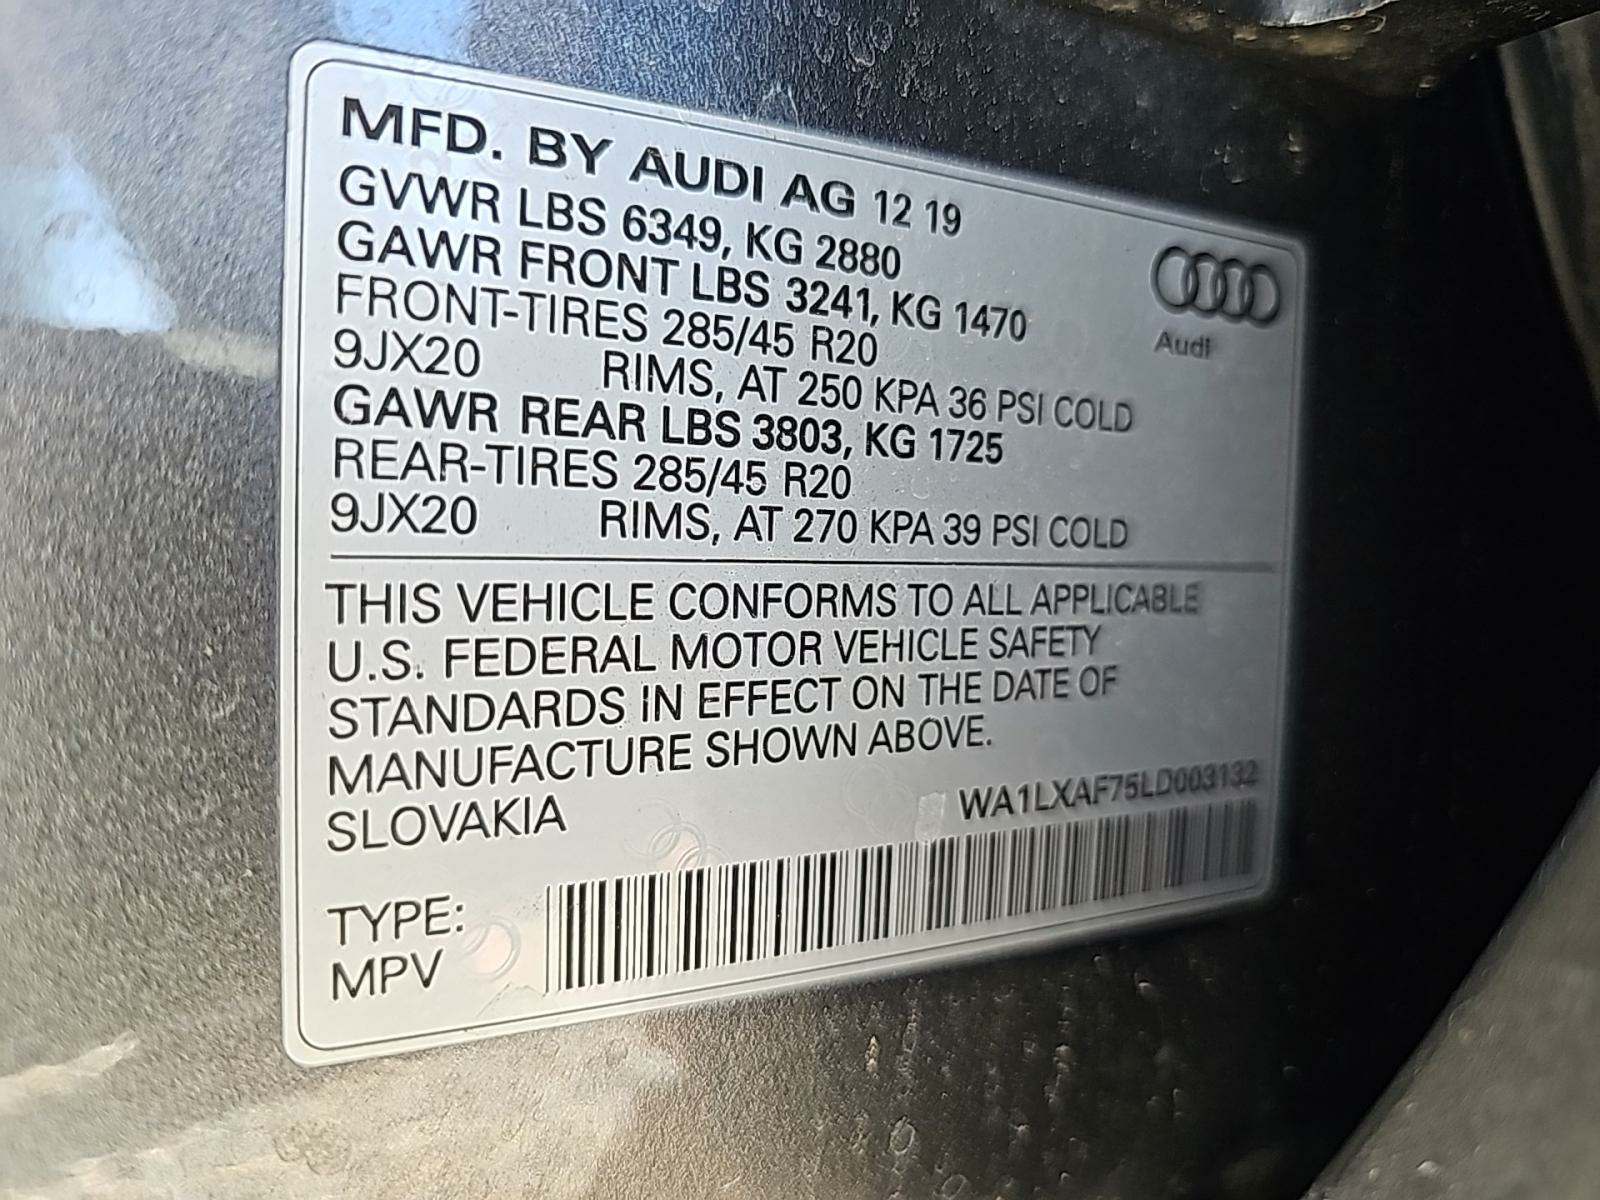 MFD. BY AUDI AG 12 19
GVWR LBS 6349, KG 2880
GAWR FRONT LBS 3241, KG 1470
FRONT-TIRES 285/45 R20
9JX20 RIMS, AT 250 KPA 36 PSI COLD
GAWR REAR LBS 3803, KG 1725
REAR-TIRES 285/45 R20
9JX20 RIMS, AT 270 KPA 39 PSI COLD
Audi
THIS VEHICLE CONFORMS TO ALL APPLICABLE
U.S. FEDERAL MOTOR VEHICLE SAFETY
STANDARDS IN EFFECT ON THE DATE OF
MANUFACTURE SHOWN ABOVE.
SLOVAKIA
WA1LXAF75LD003132
TYPE:
MPV